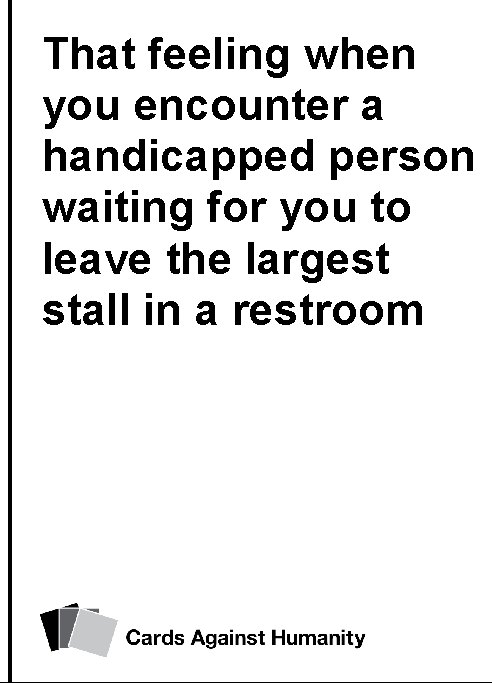 That feeling when
you encounter a
handicapped person
waiting for you to
leave the largest
stall in a restroom
Cards Against Humanity